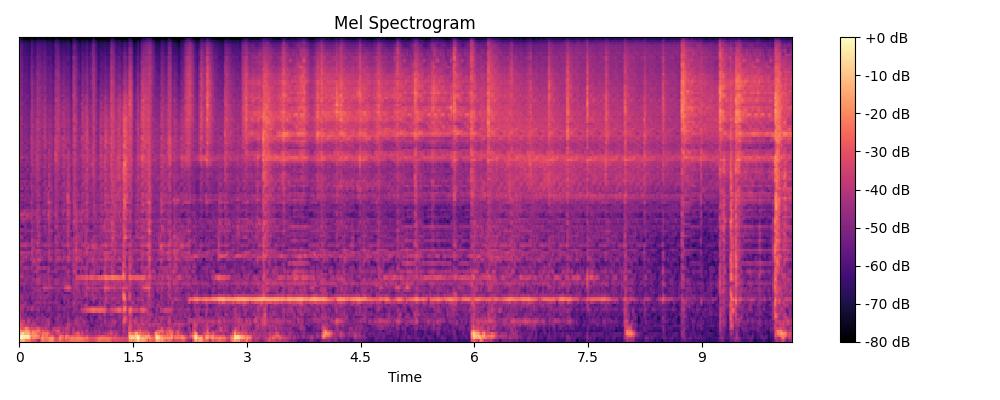 Mel Spectrogram
+0 dB
-10 dB
-20 dB
-30 dB
-40 dB
-50 dB
-60 dB
-70 dB
-80 dB
0 1.5 3 4.5 6 7.5 9
Time